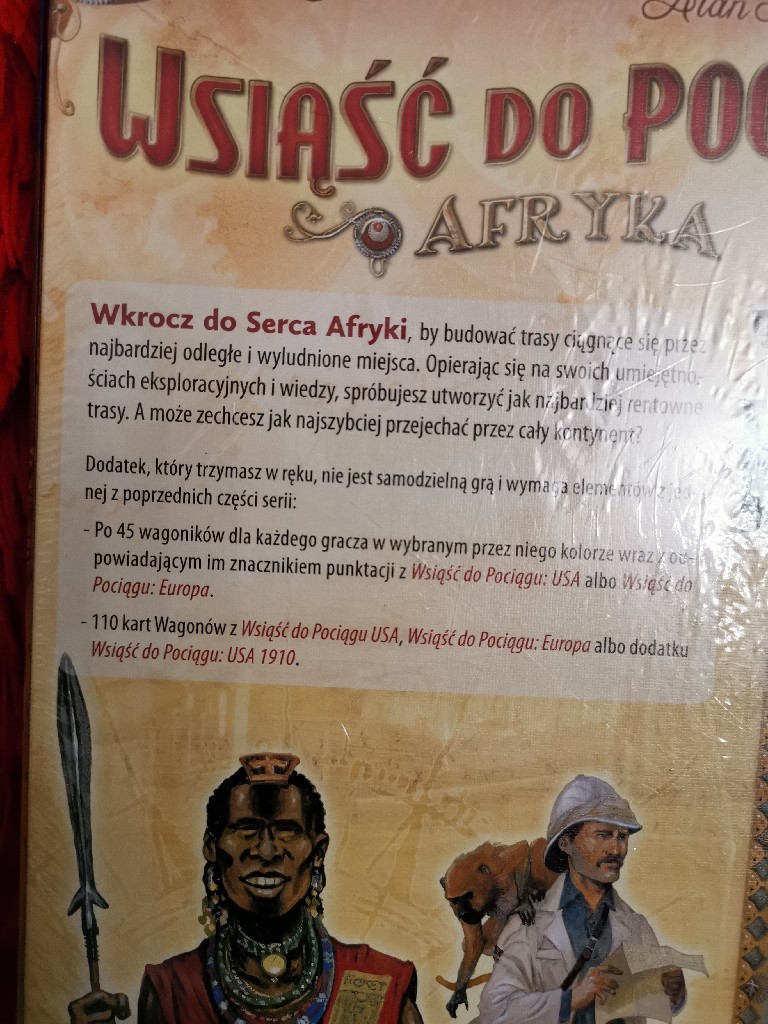 Alan
WSIĄŚĆ DO
AFRYKA
Wkrocz do Serca Afryki, by budować trasy ciągnące się przez
najbardziej odległe i wyludnione miejsca. Opierając się na swoich umiejętno-
ściach eksploracyjnych i wiedzy, spróbujesz utworzyć jak najbardziej rentowne
trasy. A może zechcesz jak najszybciej przejechać przez cały kontynent?
Dodatek, który trzymasz w ręku, nie jest samodzielną grą i wymaga elementów z jed-
nej z poprzednich części serii:
- Po 45 wagoników dla każdego gracza w wybranym przez niego kolorze wraz z od-
powiadającym im znacznikiem punktacji z Wsiąść do Pociągu: USA albo Wsiąść do
Pociągu: Europa.
- 110 kart Wagonów z Wsiąść do Pociągu USA, Wsiąść do Pociągu: Europa albo dodatku
Wsiąść do Pociągu: USA 1910.
TICKET